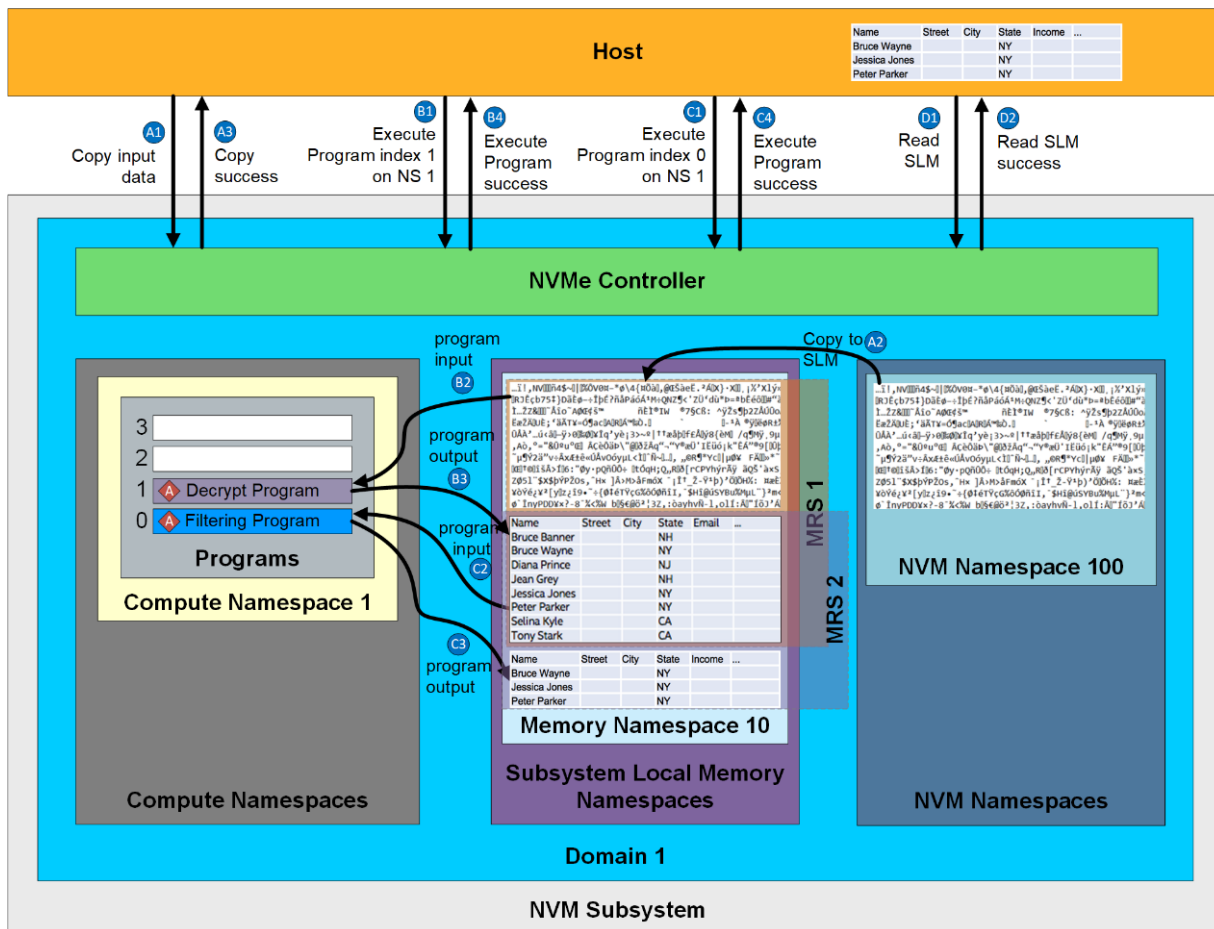 Host
Name Street City State Income ...
Bruce Wayne NY
Jessica Jones NY
Peter Parker NY
A1
Copy input
data
A3
Copy
success
B1
Execute
Program index 1
on NS 1
B4
Execute
Program
success
C1
Execute
Program index 0
on NS 1
C4
Execute
Program
success
D1
Read
SLM
D2
Read SLM
success
NVMe Controller
program
input
B2
program
output
B3
program
input
C2
C3
program
output
Copy to
SLM
A2
3
2
1 A Decrypt Program
0 A Filtering Program
Programs
Compute Namespace 1
Compute Namespaces
Name Street City State Email ...
Bruce Banner NH
Bruce Wayne NY
Diana Prince NJ
Jean Grey NH
Jessica Jones NY
Peter Parker NY
Selina Kyle CA
Tony Stark CA
Name Street City State Income ...
Bruce Wayne NY
Jessica Jones NY
Peter Parker NY
MRS 1
MRS 2
Memory Namespace 10
Subsystem Local Memory
Namespaces
NVM Namespace 100
NVM Namespaces
Domain 1
NVM Subsystem